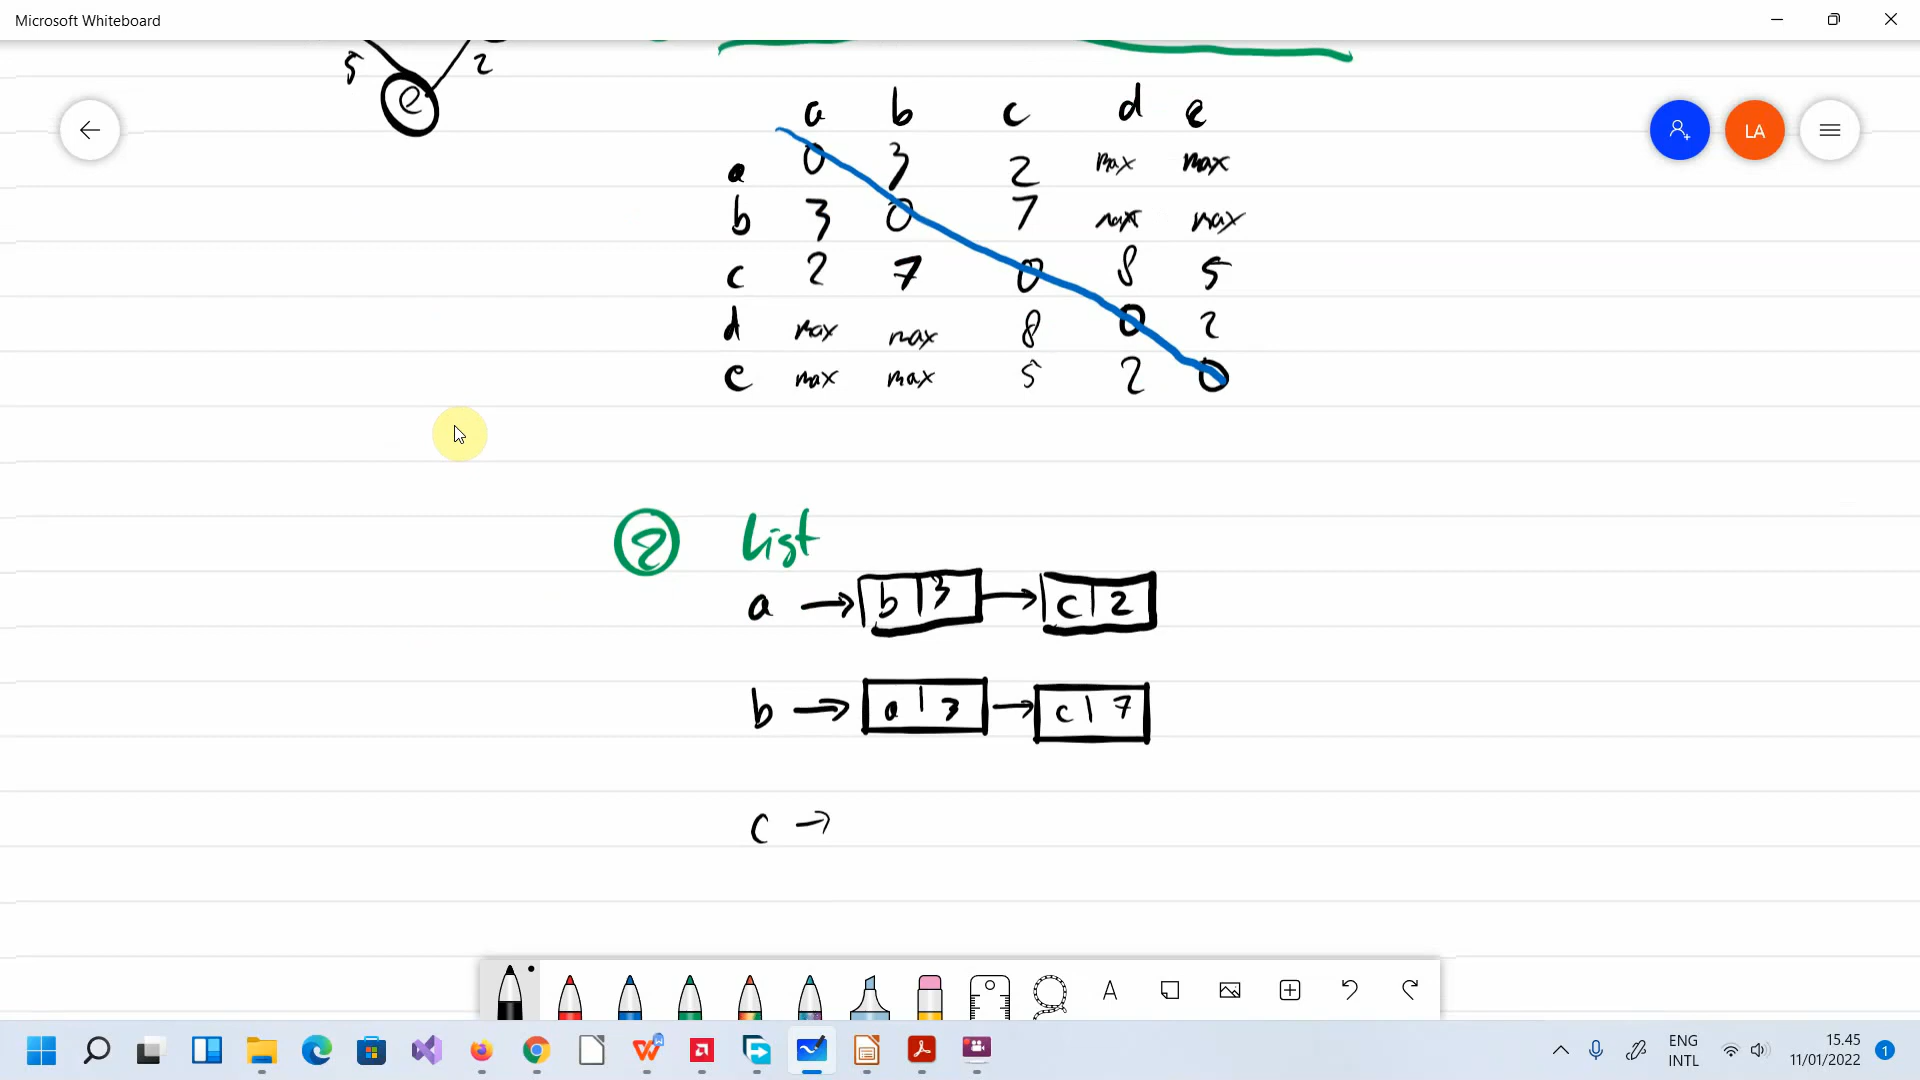 Microsoft Whiteboard
5 2
e
LA
a b c d e
a 0 3 2 max max
b 3 0 7 max max
c 2 7 0 8 5
d max max 8 0 2
e max max 5 2 0
2 List
a → b | 3 → c | 2
b → a | 3 → c | 7
c →
A
ENG
INTL
15.45
11/01/2022
1